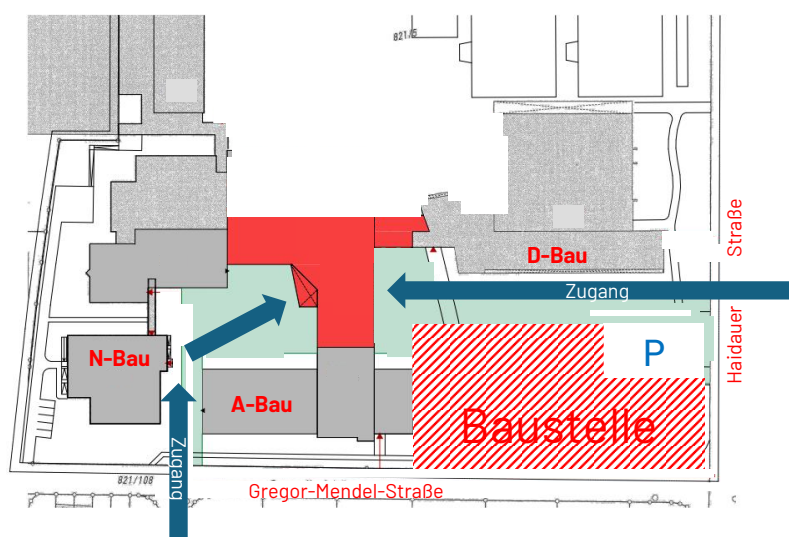 821/5
D-Bau
Straße
Zugang
Haidauer
N-Bau
P
A-Bau
Baustelle
Zugang
821/108
Gregor-Mendel-Straße